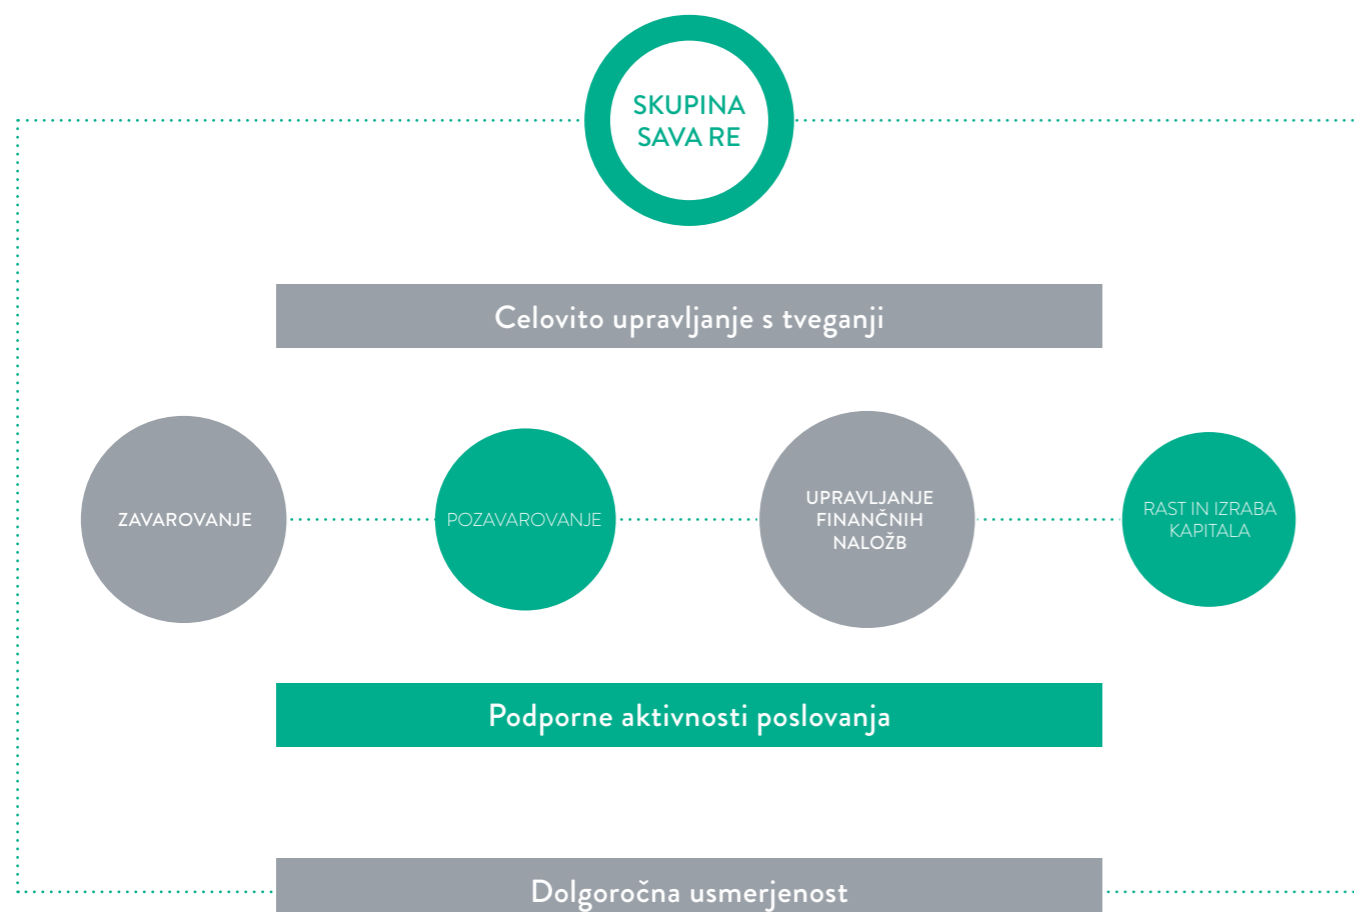 SKUPINA
SAVA RE
Celovito upravljanje s tveganji
ZAVAROVANJE
POZAVAROVANJE
UPRAVLJANJE
FINANČNIH
NALOŽB
RAST IN IZRABA
KAPITALA
Podporne aktivnosti poslovanja
Dolgoročna usmerjenost